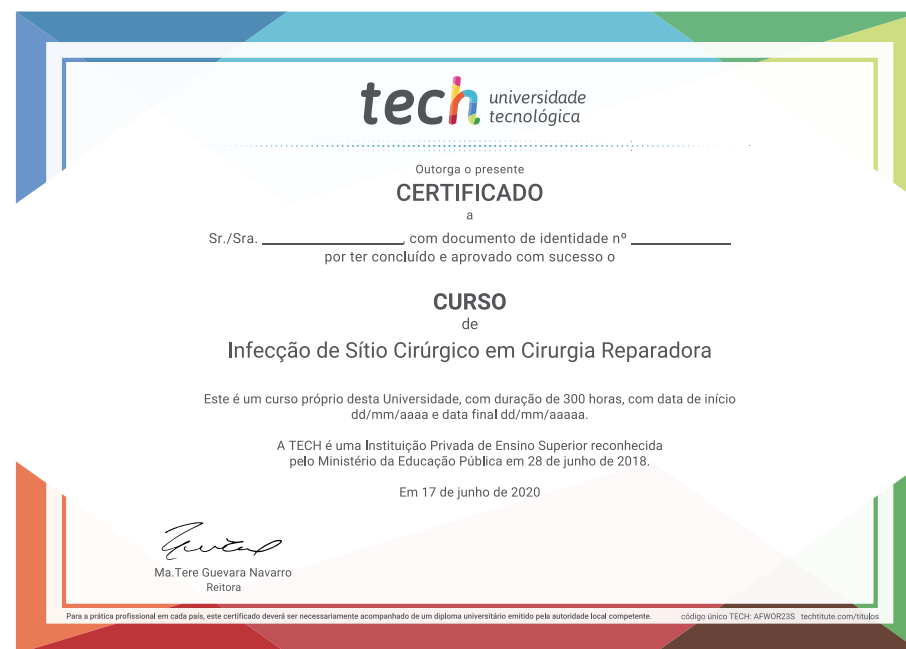 tech universidade
tecnológica
Outorga o presente
CERTIFICADO
a
Sr./Sra. ________________, com documento de identidade nº ___________
por ter concluído e aprovado com sucesso o
CURSO
de
Infecção de Sítio Cirúrgico em Cirurgia Reparadora
Este é um curso próprio desta Universidade, com duração de 300 horas, com data de início
dd/mm/aaaa e data final dd/mm/aaaaa.
A TECH é uma Instituição Privada de Ensino Superior reconhecida
pelo Ministério da Educação Pública em 28 de junho de 2018.
Em 17 de junho de 2020
Ma.Tere Guevara Navarro
Reitora
Para a prática profissional em cada país, este certificado deverá ser necessariamente acompanhado de um diploma universitário emitido pela autoridade local competente. código único TECH: AFWOR23S techtitute.com/titulos